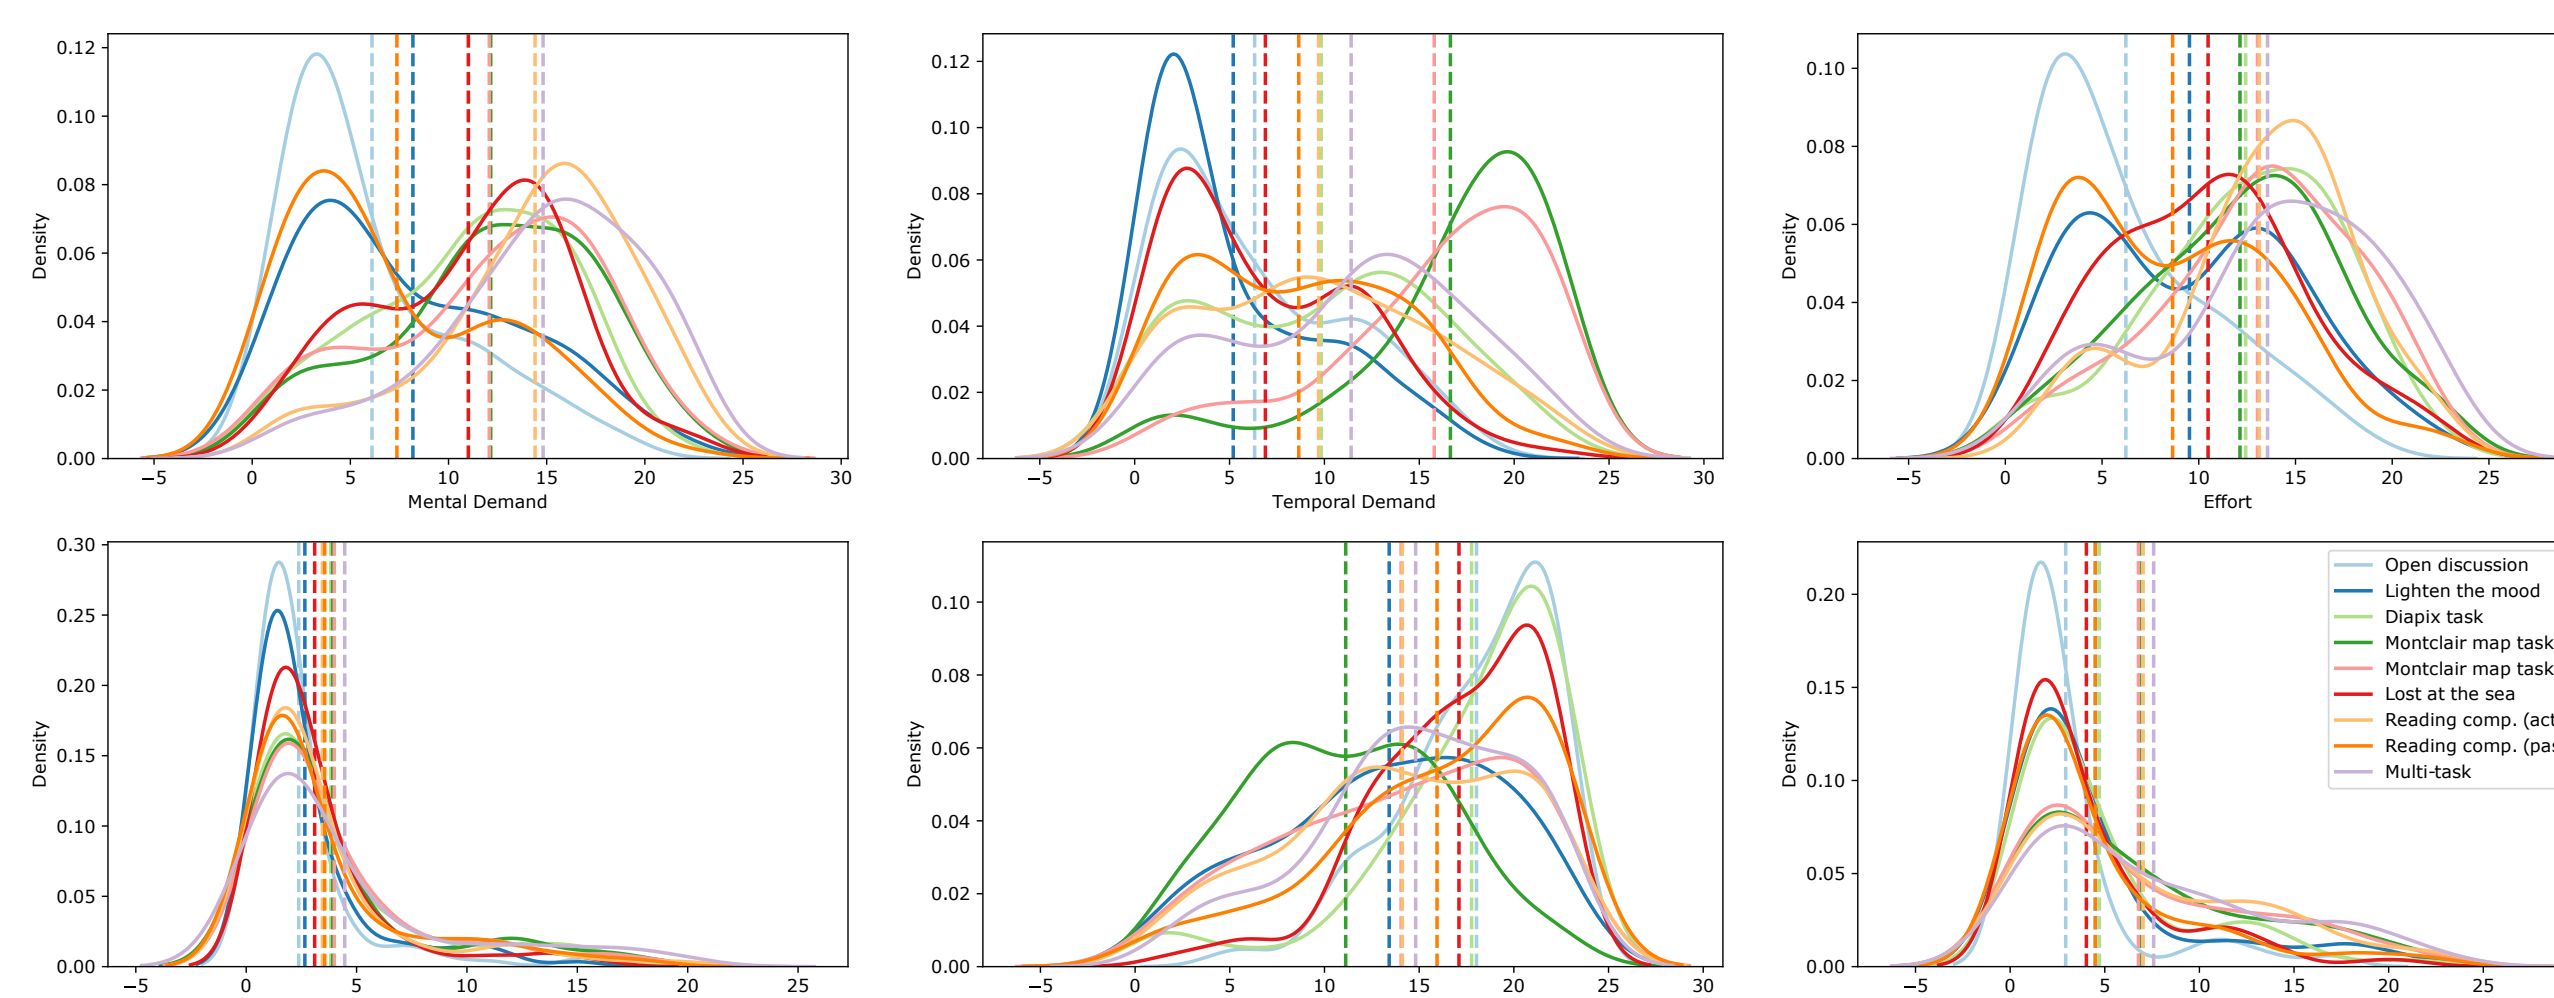 0.12
0.10
0.08
0.06
0.04
0.02
0.00
Density
−5 0 5 10 15 20 25 30
Mental Demand
0.12
0.10
0.08
0.06
0.04
0.02
0.00
Density
−5 0 5 10 15 20 25 30
Temporal Demand
0.10
0.08
0.06
0.04
0.02
0.00
Density
−5 0 5 10 15 20 25
Effort
0.30
0.25
0.20
0.15
0.10
0.05
0.00
Density
−5 0 5 10 15 20 25
0.10
0.08
0.06
0.04
0.02
0.00
Density
−5 0 5 10 15 20 25 30
0.20
0.15
0.10
0.05
0.00
Density
−5 0 5 10 15 20 25
Open discussion
Lighten the mood
Diapix task
Montclair map task
Montclair map task
Lost at the sea
Reading comp. (act
Reading comp. (pas
Multi-task